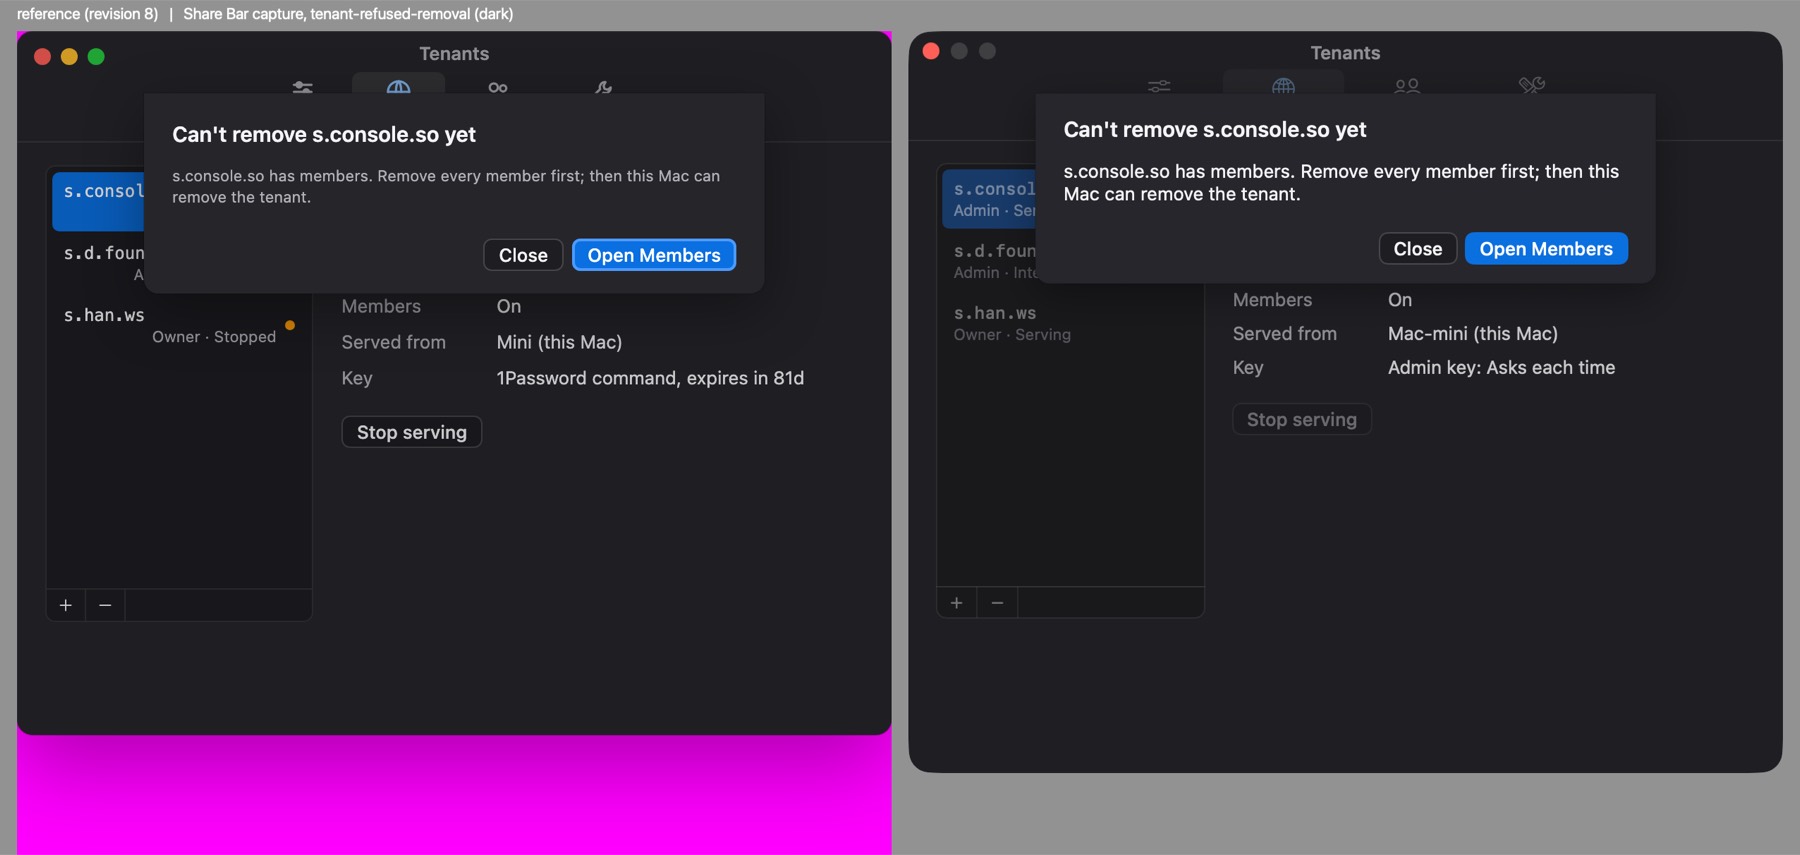 reference (revision 8) | Share Bar capture, tenant-refused-removal (dark)
Tenants
Can't remove s.console.so yet
s.console.so has members. Remove every member first; then this Mac can
remove the tenant.
Close
Open Members
s.consol
s.d.foun
A
s.han.ws
Owner · Stopped
Members
On
Served from
Mini (this Mac)
Key
1Password command, expires in 81d
Stop serving
+
−
Tenants
Can't remove s.console.so yet
s.console.so has members. Remove every member first; then this
Mac can remove the tenant.
Close
Open Members
s.consol
Admin · Ser
s.d.foun
Admin · Inte
s.han.ws
Owner · Serving
Members
On
Served from
Mac-mini (this Mac)
Key
Admin key: Asks each time
Stop serving
+
−